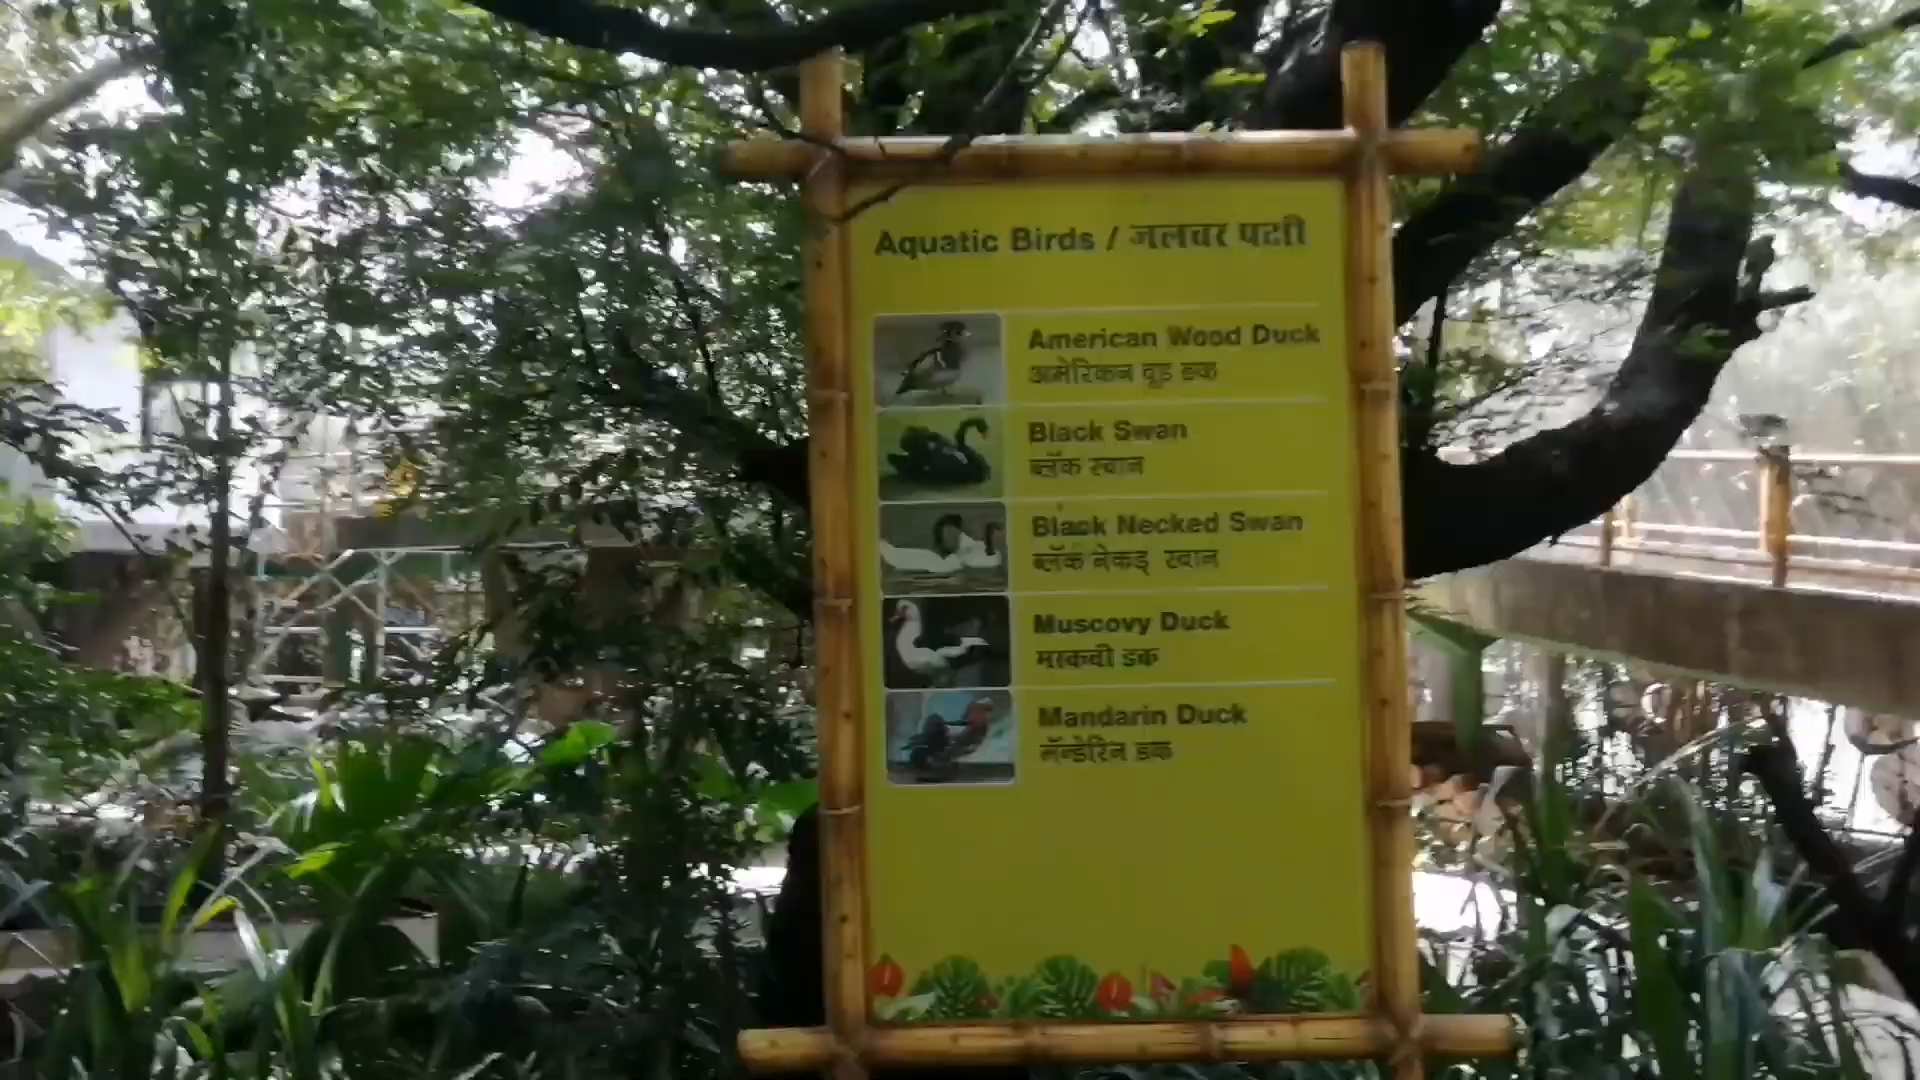 Aquatic Birds / जलचर पक्षी
American Wood Duck
अमेरिकन वूड डक
Black Swan
ब्लॅक स्वान
Black Necked Swan
ब्लॅक नेकड् स्वान
Muscovy Duck
मस्कवी डक
Mandarin Duck
मॅन्डेरिन डक